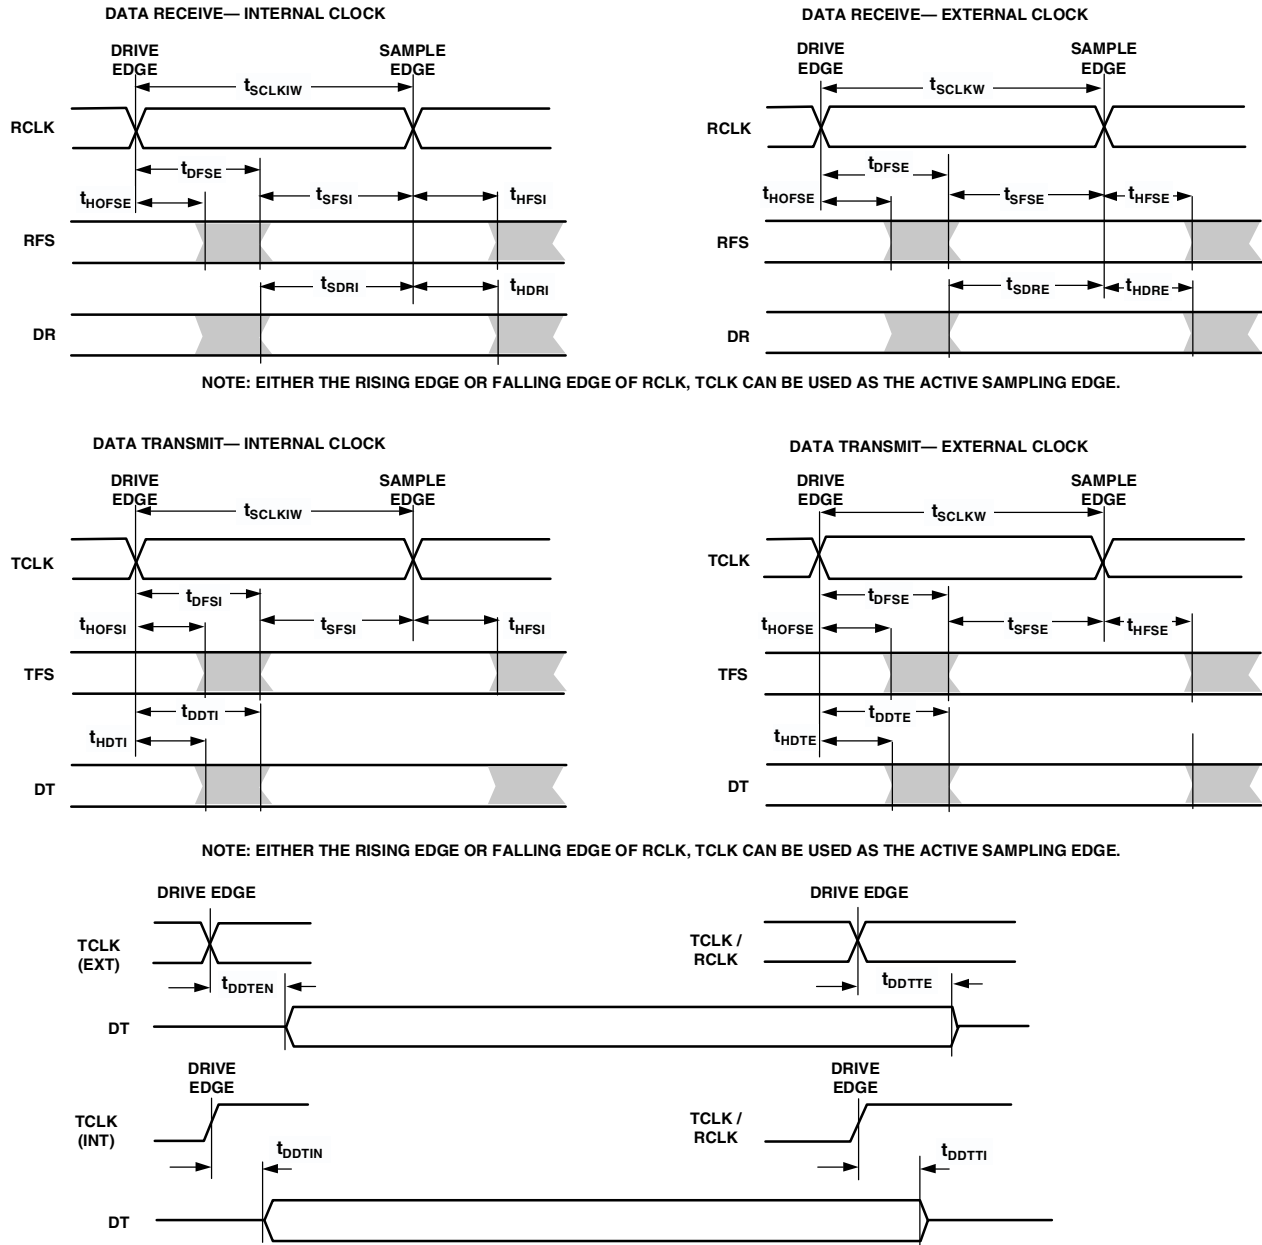 DATA RECEIVE— INTERNAL CLOCK
DRIVE EDGE
SAMPLE EDGE
tSCLKIW
RCLK
tDFSE
tHOFSE
tSFSI
tHFSI
RFS
tSDRI
tHDRI
DR
DATA RECEIVE— EXTERNAL CLOCK
DRIVE EDGE
SAMPLE EDGE
tSCLKW
RCLK
tDFSE
tHOFSE
tSFSE
tHFSE
RFS
tSDRE
tHDRE
DR
NOTE: EITHER THE RISING EDGE OR FALLING EDGE OF RCLK, TCLK CAN BE USED AS THE ACTIVE SAMPLING EDGE.
DATA TRANSMIT— INTERNAL CLOCK
DRIVE EDGE
SAMPLE EDGE
tSCLKIW
TCLK
tDFSI
tHOFSI
tSFSI
tHFSI
TFS
tDDTI
tHDTI
DT
DATA TRANSMIT— EXTERNAL CLOCK
DRIVE EDGE
SAMPLE EDGE
tSCLKW
TCLK
tDFSE
tHOFSE
tSFSE
tHFSE
TFS
tDDTE
tHDTE
DT
NOTE: EITHER THE RISING EDGE OR FALLING EDGE OF RCLK, TCLK CAN BE USED AS THE ACTIVE SAMPLING EDGE.
DRIVE EDGE
TCLK
(EXT)
tDDTEN
DT
DRIVE EDGE
TCLK /
RCLK
tDDTTE
DRIVE
EDGE
TCLK
(INT)
tDDTIN
DT
DRIVE
EDGE
TCLK /
RCLK
tDDTTI